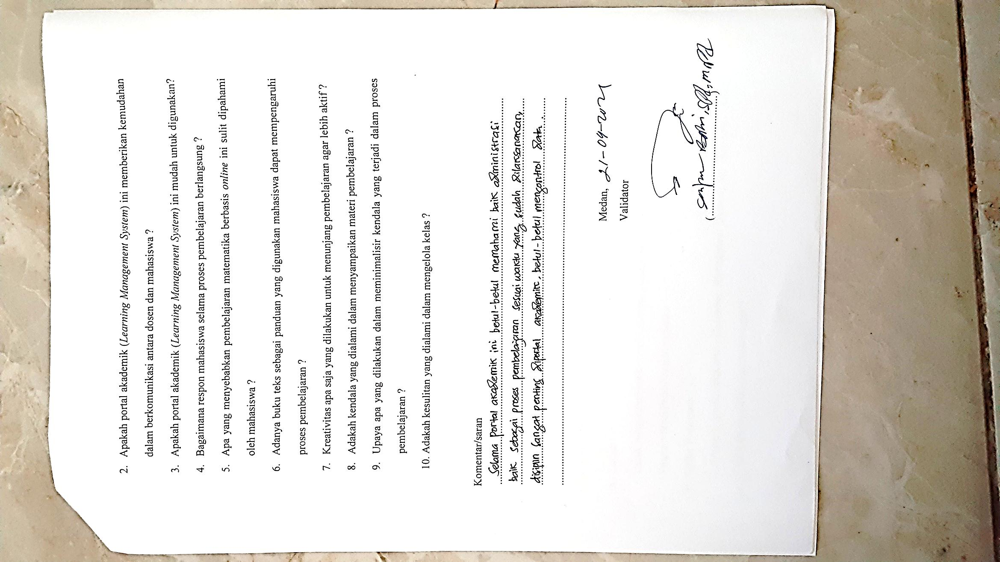 2. Apakah portal akademik (Learning Management System) ini memberikan kemudahan
dalam berkomunikasi antara dosen dan mahasiswa ?
3. Apakah portal akademik (Learning Management System) ini mudah untuk digunakan?
4. Bagaimana respon mahasiswa selama proses pembelajaran berlangsung ?
5. Apa yang menyebabkan pembelajaran matematika berbasis online ini sulit dipahami
oleh mahasiswa ?
6. Adanya buku teks sebagai panduan yang digunakan mahasiswa dapat mempengaruhi
proses pembelajaran ?
7. Kreativitas apa saja yang dilakukan untuk menunjang pembelajaran agar lebih aktif ?
8. Adakah kendala yang dialami dalam menyampaikan materi pembelajaran ?
9. Upaya apa yang dilakukan dalam meminimalisir kendala yang terjadi dalam proses
pembelajaran ?
10. Adakah kesulitan yang dialami dalam mengelola kelas ?
Komentar/saran
Selama portal akademik ini betul-betul memahami baik administrasi
baik sebagai proses pembelajaran sesuai waktu yang sudah dilaksanakan,
disiplin sangat penting diportal akademik, betul-betul mengontrol
Medan, 21-04-2021
Validator
S.Pd, M.Pd